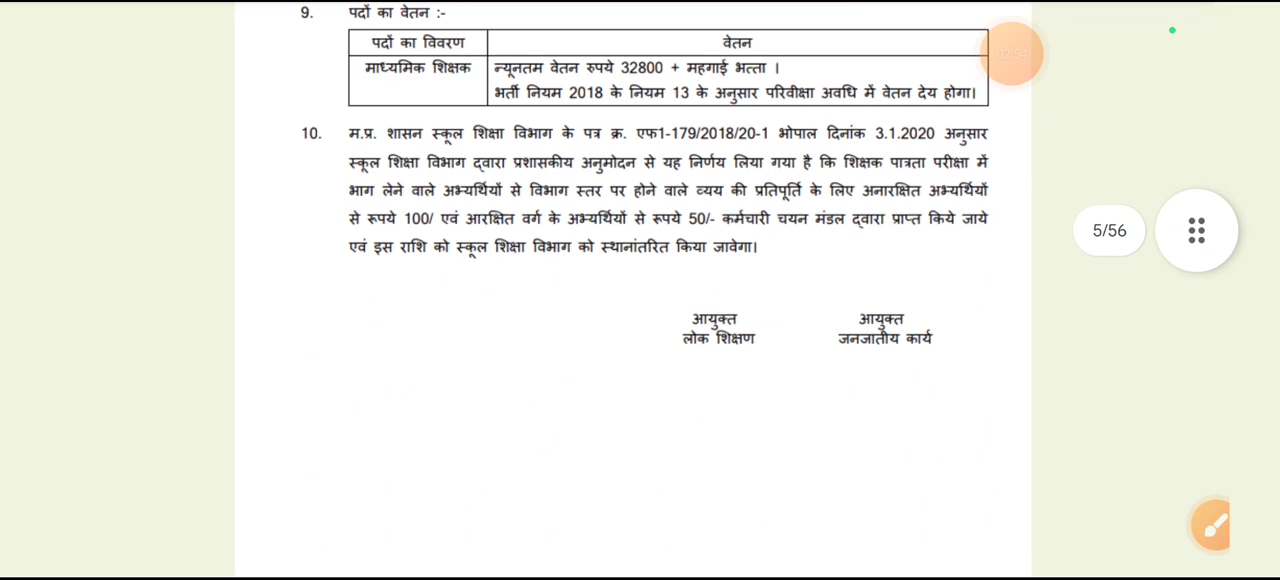 9. पदों का वेतन :-
पदों का विवरण वेतन
माध्यमिक शिक्षक न्यूनतम वेतन रुपये 32800 + महगाई भत्ता ।
भर्ती नियम 2018 के नियम 13 के अनुसार परिवीक्षा अवधि में वेतन देय होगा।
10. म.प्र. शासन स्कूल शिक्षा विभाग के पत्र क्र. एफ1-179/2018/20-1 भोपाल दिनांक 3.1.2020 अनुसार
स्कूल शिक्षा विभाग द्वारा प्रशासकीय अनुमोदन से यह निर्णय लिया गया है कि शिक्षक पात्रता परीक्षा में
भाग लेने वाले अभ्यर्थियों से विभाग स्तर पर होने वाले व्यय की प्रतिपूर्ति के लिए अनारक्षित अभ्यर्थियों
से रूपये 100/ एवं आरक्षित वर्ग के अभ्यर्थियों से रूपये 50/- कर्मचारी चयन मंडल द्वारा प्राप्त किये जाये
एवं इस राशि को स्कूल शिक्षा विभाग को स्थानांतरित किया जावेगा।
5/56
आयुक्त आयुक्त
लोक शिक्षण जनजातीय कार्य